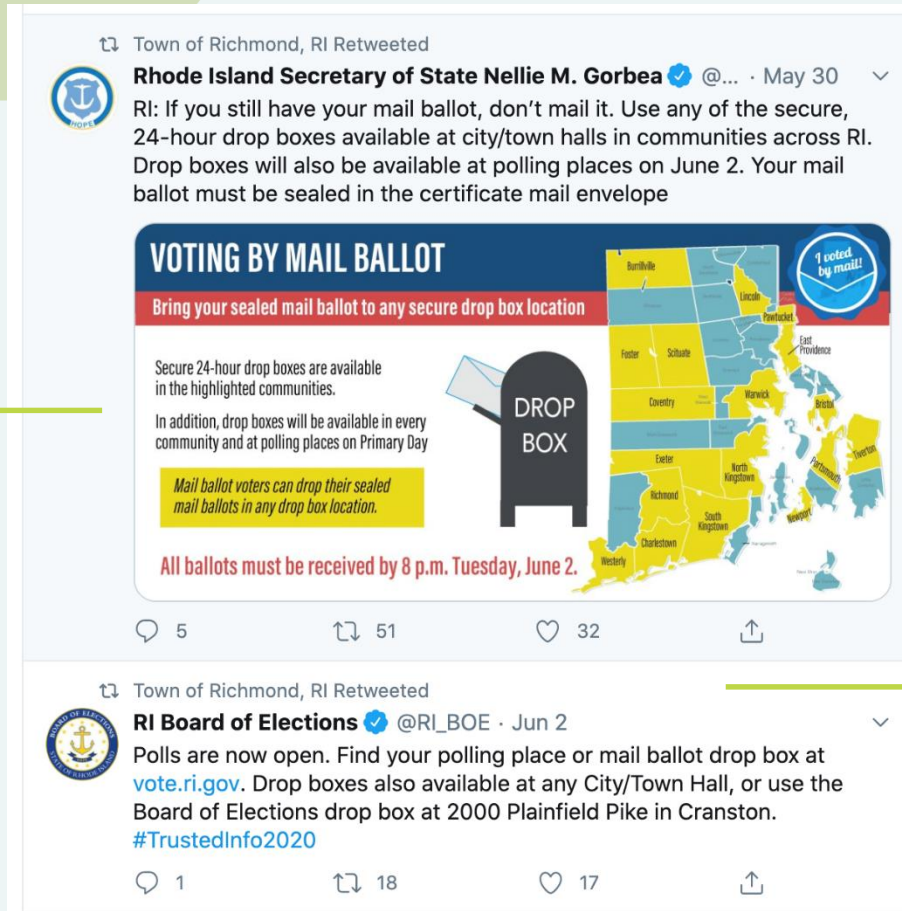 Town of Richmond, RI Retweeted
Rhode Island Secretary of State Nellie M. Gorbea @... · May 30
RI: If you still have your mail ballot, don't mail it. Use any of the secure,
24-hour drop boxes available at city/town halls in communities across RI.
Drop boxes will also be available at polling places on June 2. Your mail
ballot must be sealed in the certificate mail envelope
HOPE
VOTING BY MAIL BALLOT
Bring your sealed mail ballot to any secure drop box location
I voted
by mail!
Secure 24-hour drop boxes are available
in the highlighted communities.
In addition, drop boxes will be available in every
community and at polling places on Primary Day
Mail ballot voters can drop their sealed
mail ballots in any drop box location.
All ballots must be received by 8 p.m. Tuesday, June 2.
DROP
BOX
Burrillville
Lincoln
Pawtucket
East
Providence
Foster
Scituate
Coventry
Warwick
Bristol
Exeter
North
Kingstown
Portsmouth
Tiverton
Richmond
South
Kingstown
Newport
Charlestown
Westerly
5 51 32
Town of Richmond, RI Retweeted
RI Board of Elections @RI_BOE · Jun 2
Polls are now open. Find your polling place or mail ballot drop box at
vote.ri.gov. Drop boxes also available at any City/Town Hall, or use the
Board of Elections drop box at 2000 Plainfield Pike in Cranston.
#TrustedInfo2020
BOARD OF ELECTIONS
STATE OF RHODE ISLAND
1 18 17